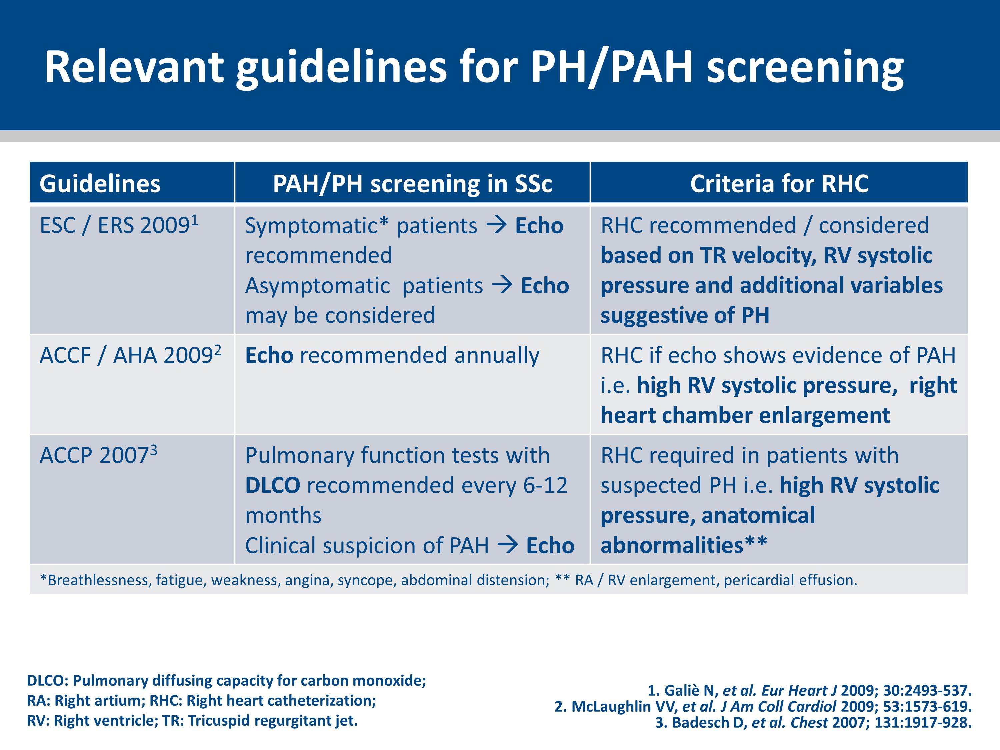 Relevant guidelines for PH/PAH screening
Guidelines
PAH/PH screening in SSc
Criteria for RHC
ESC / ERS 2009¹
Symptomatic* patients → Echo
recommended
Asymptomatic patients → Echo
may be considered
RHC recommended / considered
based on TR velocity, RV systolic
pressure and additional variables
suggestive of PH
ACCF / AHA 2009²
Echo recommended annually
RHC if echo shows evidence of PAH
i.e. high RV systolic pressure, right
heart chamber enlargement
ACCP 2007³
Pulmonary function tests with
DLCO recommended every 6-12
months
Clinical suspicion of PAH → Echo
RHC required in patients with
suspected PH i.e. high RV systolic
pressure, anatomical
abnormalities**
*Breathlessness, fatigue, weakness, angina, syncope, abdominal distension; ** RA / RV enlargement, pericardial effusion.
DLCO: Pulmonary diffusing capacity for carbon monoxide;
RA: Right artium; RHC: Right heart catheterization;
RV: Right ventricle; TR: Tricuspid regurgitant jet.
1. Galiè N, et al. Eur Heart J 2009; 30:2493-537.
2. McLaughlin VV, et al. J Am Coll Cardiol 2009; 53:1573-619.
3. Badesch D, et al. Chest 2007; 131:1917-928.